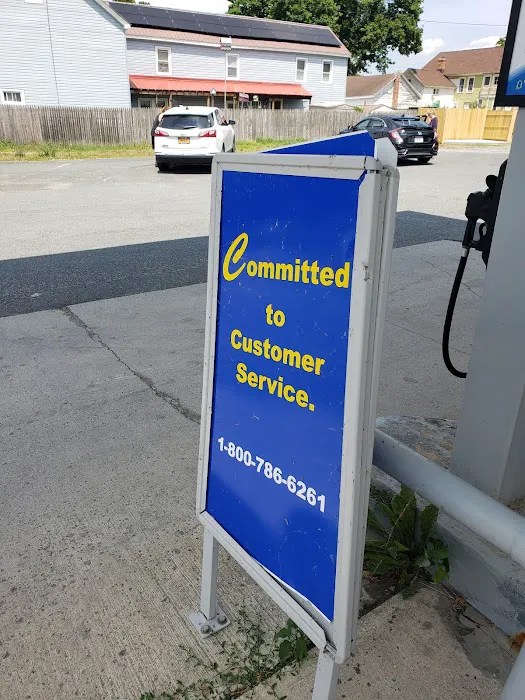 Committed
to
Customer
Service.
1-800-786-6261